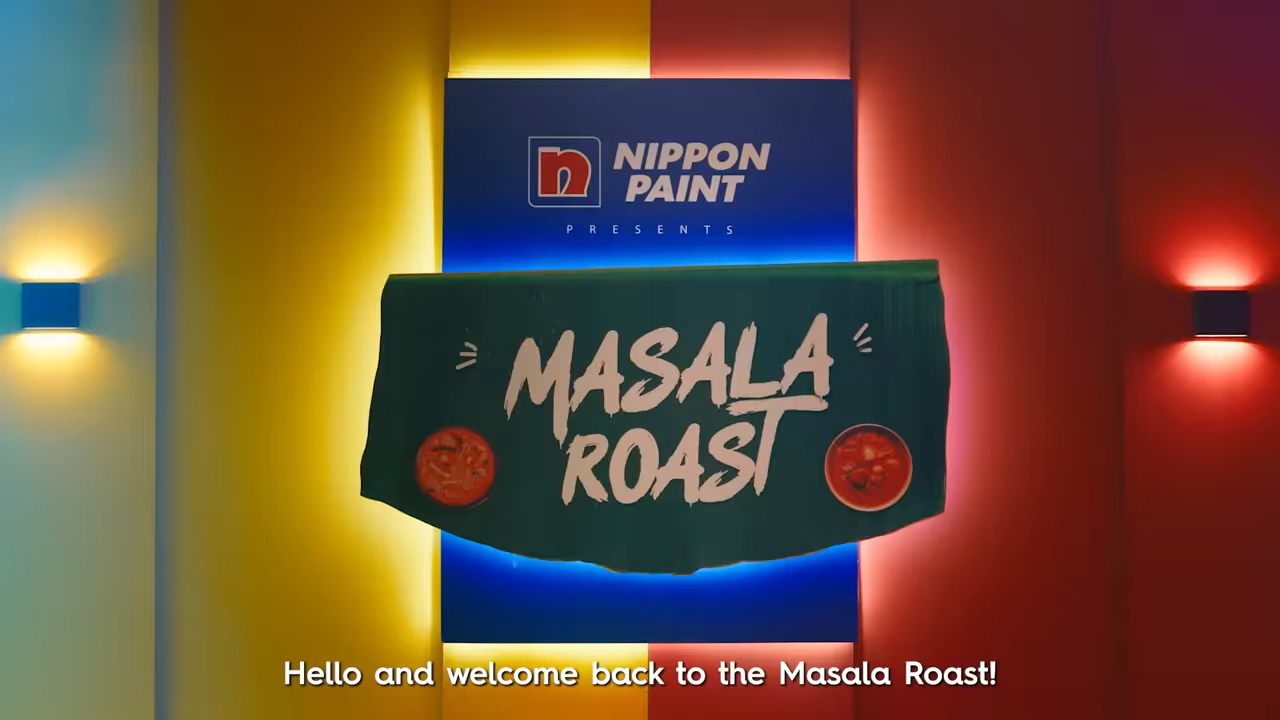 n
NIPPON
PAINT
PRESENTS
MASALA
ROAST
Hello and welcome back to the Masala Roast!